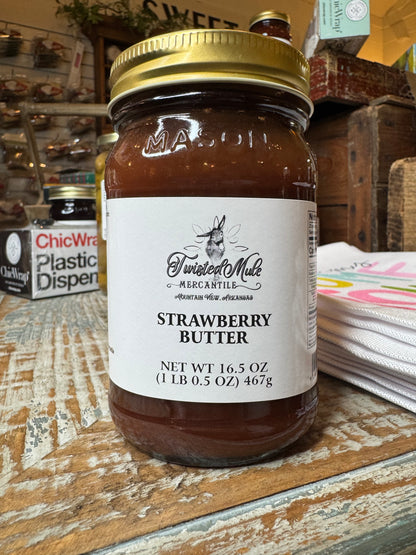 SWEET
MASON
Twisted Mule
MERCANTILE
MOUNTAIN VIEW, ARKANSAS
STRAWBERRY
BUTTER
NET WT 16.5 OZ
(1 LB 0.5 OZ) 467g
ChicWrap
ChicWrap
Plastic
Dispen